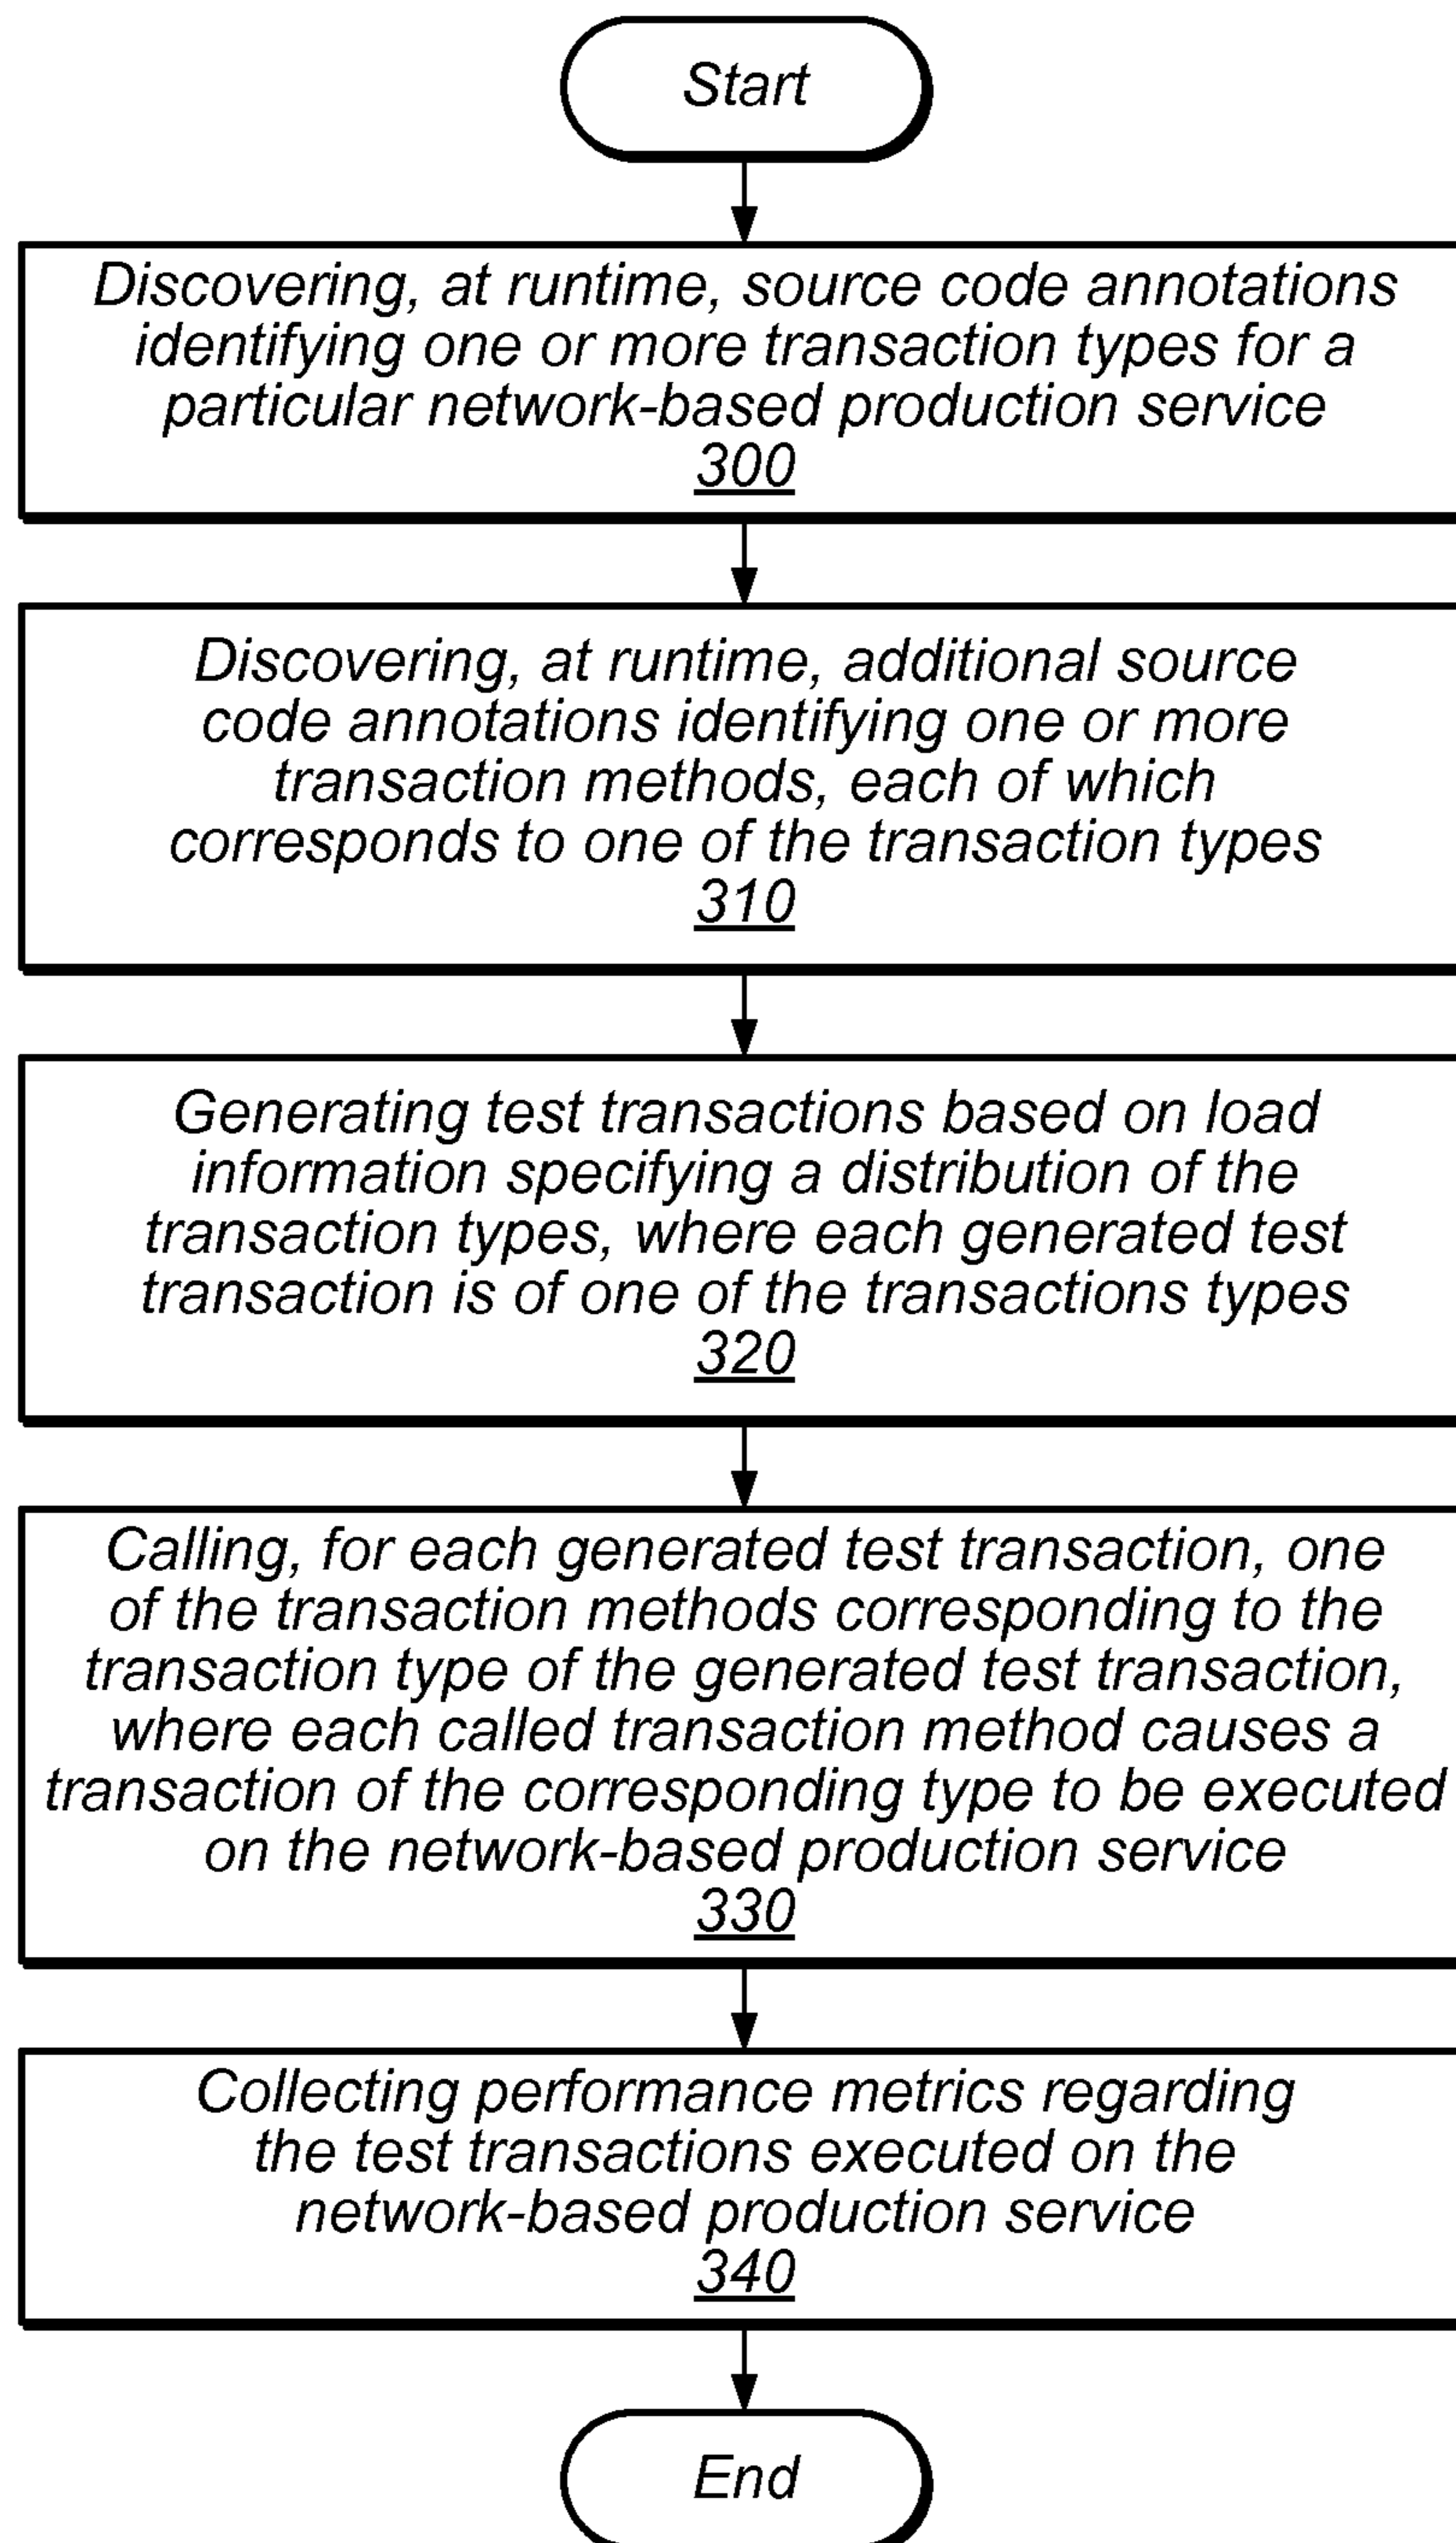 Start
Discovering, at runtime, source code annotations
identifying one or more transaction types for a
particular network-based production service
300
Discovering, at runtime, additional source
code annotations identifying one or more
transaction methods, each of which
corresponds to one of the transaction types
310
Generating test transactions based on load
information specifying a distribution of the
transaction types, where each generated test
transaction is of one of the transactions types
320
Calling, for each generated test transaction, one
of the transaction methods corresponding to the
transaction type of the generated test transaction,
where each called transaction method causes a
transaction of the corresponding type to be executed
on the network-based production service
330
Collecting performance metrics regarding
the test transactions executed on the
network-based production service
340
End